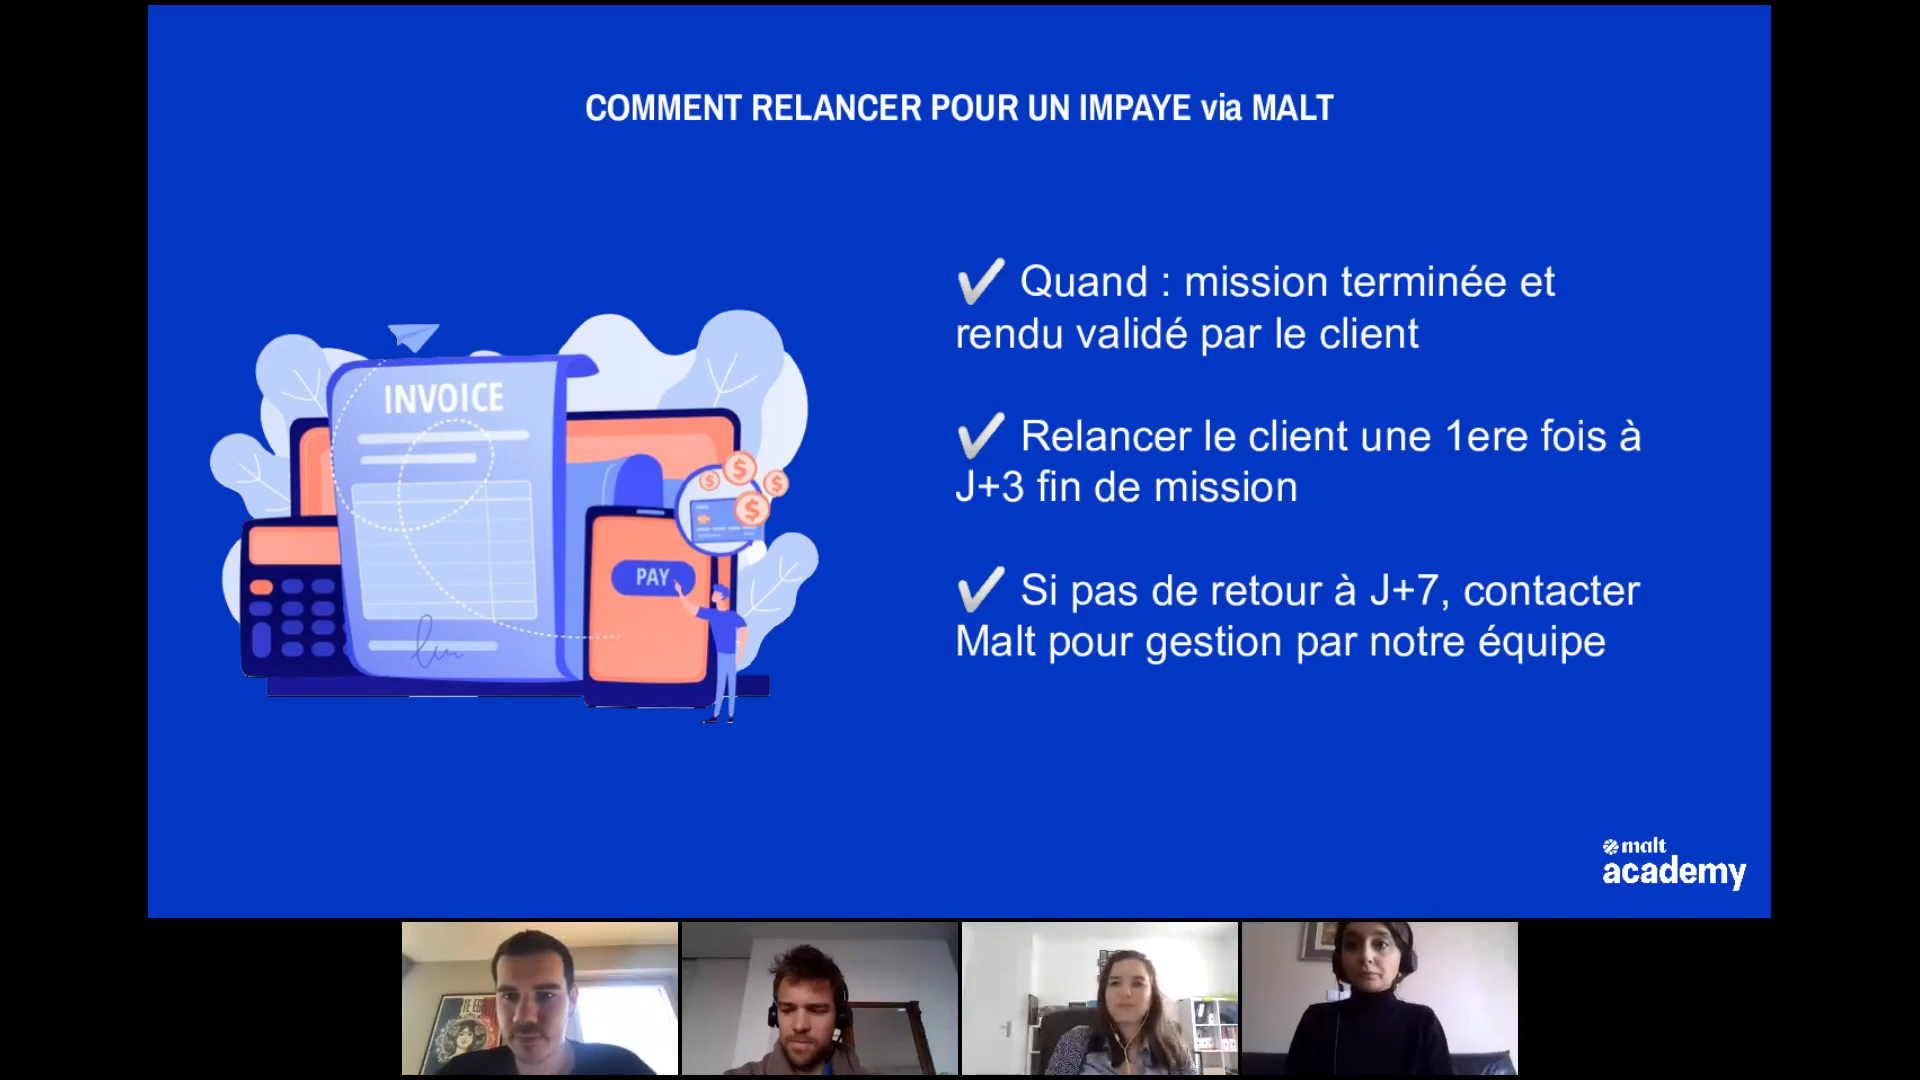 COMMENT RELANCER POUR UN IMPAYE via MALT
INVOICE
PAY
✔ Quand : mission terminée et
rendu validé par le client
✔ Relancer le client une 1ere fois à
J+3 fin de mission
✔ Si pas de retour à J+7, contacter
Malt pour gestion par notre équipe
malt
academy